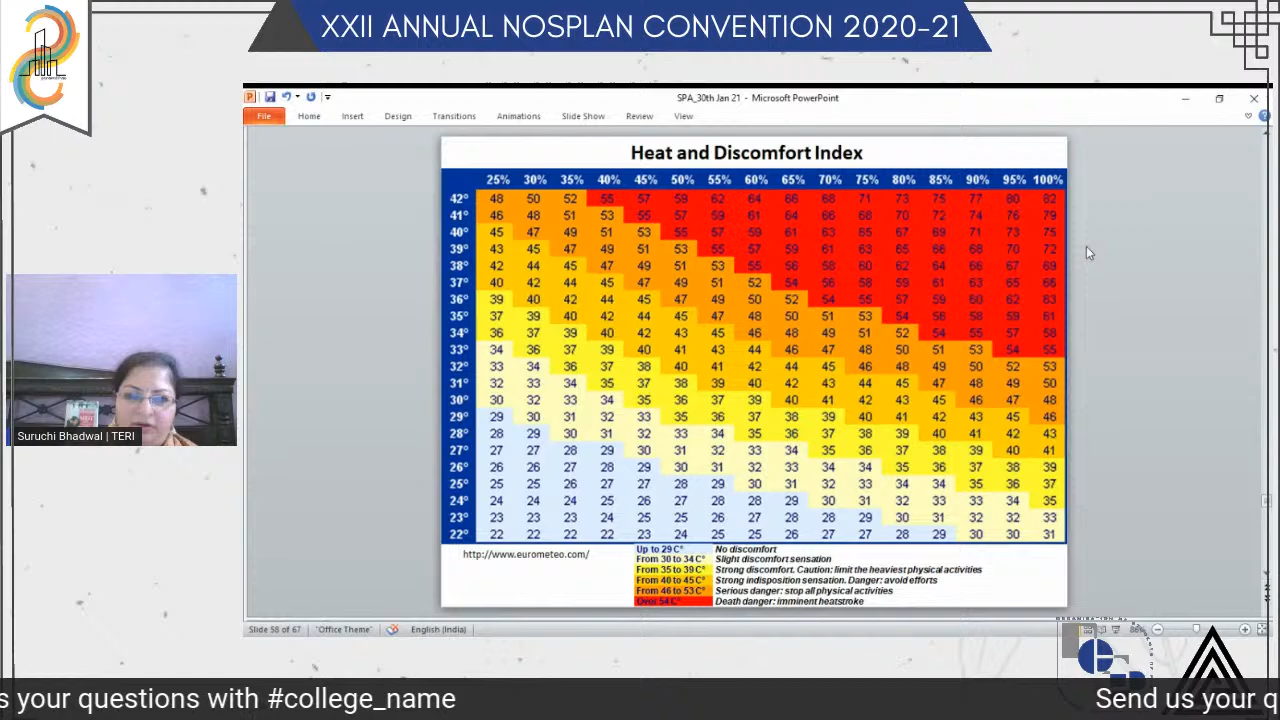 XXII ANNUAL NOSPLAN CONVENTION 2020-21
SPA_30th Jan 21 - Microsoft PowerPoint
File Home Insert Design Transitions Animations Slide Show Review View
Heat and Discomfort Index
25% 30% 35% 40% 45% 50% 55% 60% 65% 70% 75% 80% 85% 90% 95% 100%
42° 48 50 52 55 57 59 62 64 66 68 71 73 75 77 80 82
41° 46 48 51 53 55 57 59 61 64 66 68 70 72 74 76 79
40° 45 47 49 51 53 55 57 59 61 63 65 67 69 71 73 75
39° 43 45 47 49 51 53 55 57 59 61 63 65 66 68 70 72
38° 42 44 45 47 49 51 53 55 56 58 60 62 64 66 67 69
37° 40 42 44 45 47 49 51 52 54 56 58 59 61 63 65 66
36° 39 40 42 44 45 47 49 50 52 54 55 57 59 60 62 63
35° 37 39 40 42 44 45 47 48 50 51 53 54 56 58 59 61
34° 36 37 39 40 42 43 45 46 48 49 51 52 54 55 57 58
33° 34 36 37 39 40 41 43 44 46 47 48 50 51 53 54 55
32° 33 34 36 37 38 40 41 42 44 45 46 48 49 50 52 53
31° 32 33 34 35 37 38 39 40 42 43 44 45 47 48 49 50
30° 30 32 33 34 35 36 37 39 40 41 42 43 45 46 47 48
29° 29 30 31 32 33 35 36 37 38 39 40 41 42 43 45 46
28° 28 29 30 31 32 33 34 35 36 37 38 39 40 41 42 43
27° 27 27 28 29 30 31 32 33 34 35 36 37 38 39 40 41
26° 26 26 27 28 29 30 31 32 33 34 34 35 36 37 38 39
25° 25 25 26 27 27 28 29 30 31 32 33 34 34 35 36 37
24° 24 24 24 25 26 27 28 28 29 30 31 32 33 33 34 35
23° 23 23 23 24 25 25 26 27 28 28 29 30 31 32 32 33
22° 22 22 22 22 23 24 25 25 26 27 27 28 29 30 30 31
http://www.eurometeo.com/
Up to 29 C° No discomfort
From 30 to 34 C° Slight discomfort sensation
From 35 to 39 C° Strong discomfort. Caution: limit the heaviest physical activities
From 40 to 45 C° Strong indisposition sensation. Danger: avoid efforts
From 46 to 53 C° Serious danger: stop all physical activities
Over 54 C° Death danger: imminent heatstroke
Suruchi Bhadwal | TERI
Slide 58 of 67 "Office Theme" English (India)
s your questions with #college_name Send us your q